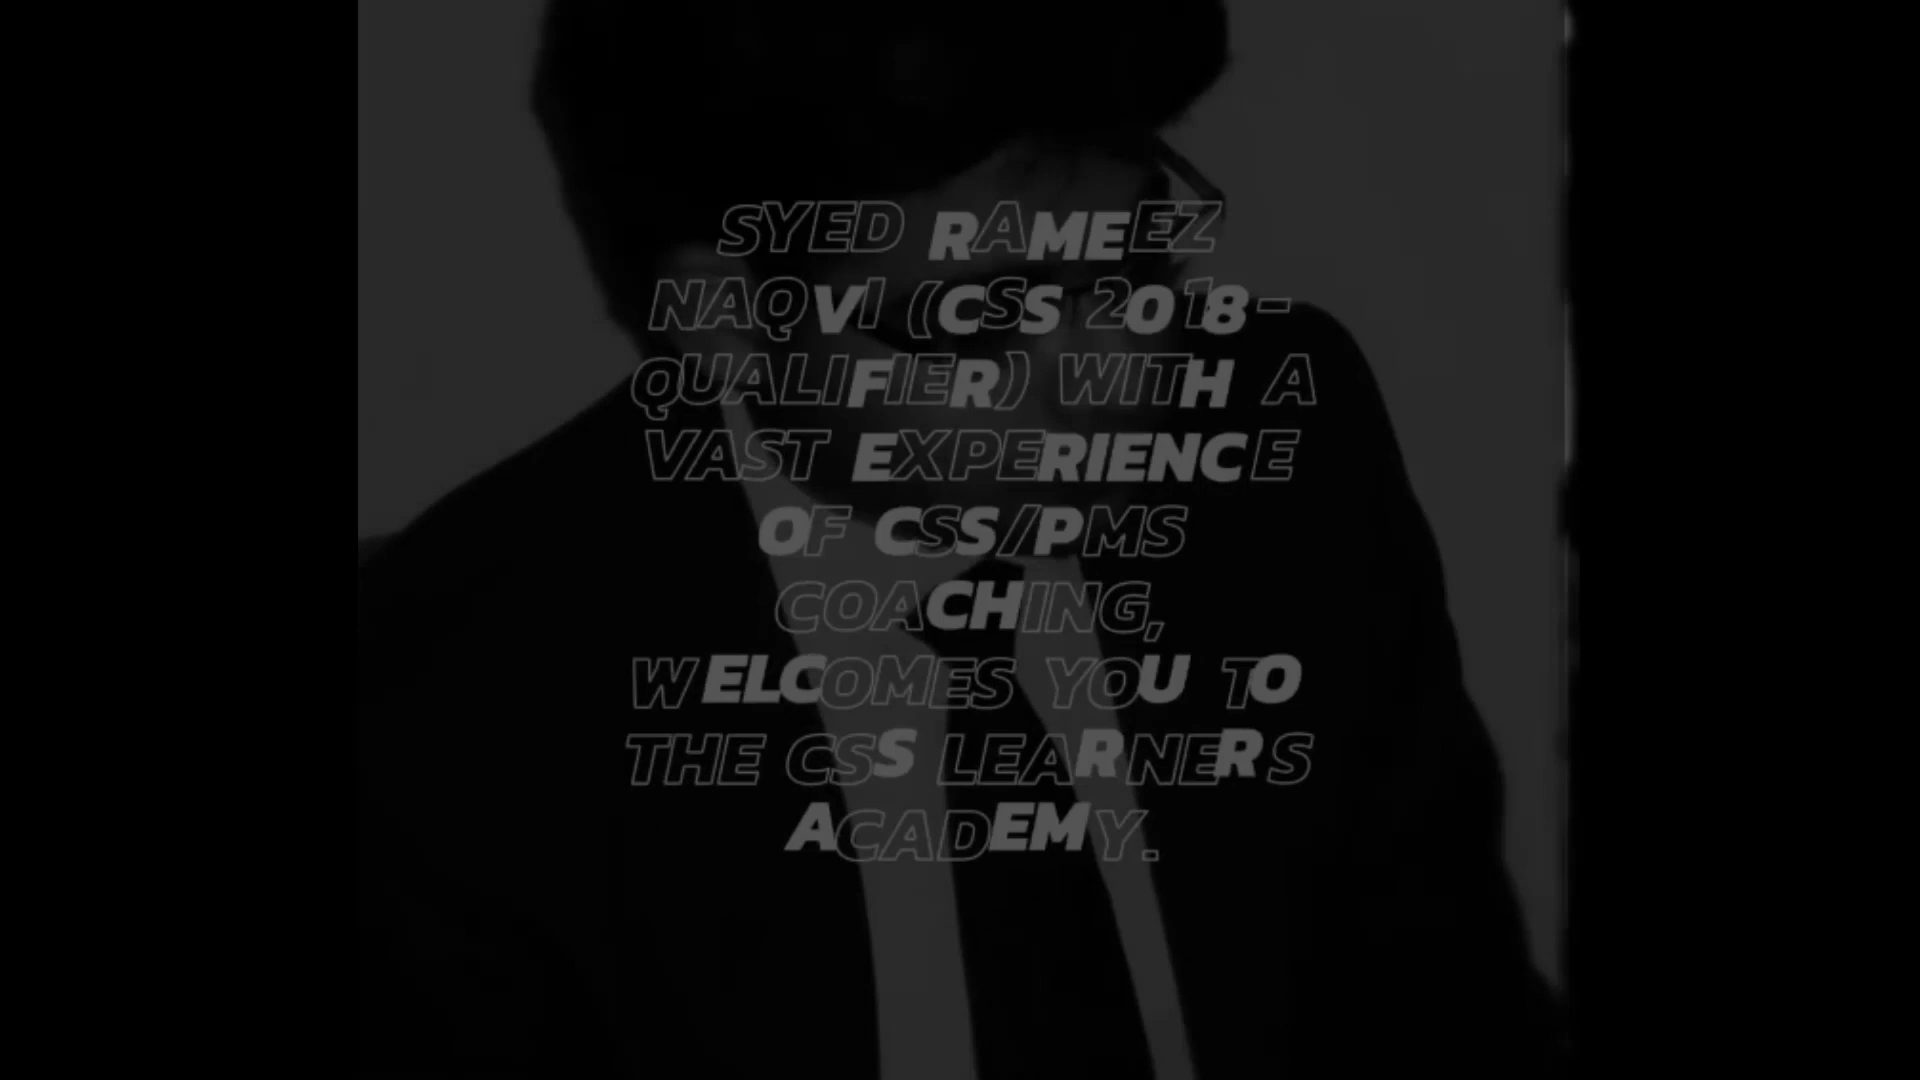 SYED RAMEEZ
NAQVI (CSS 2018-
QUALIFIER) WITH A
VAST EXPERIENCE
OF CSS/PMS
COACHING,
WELCOMES YOU TO
THE CSS LEARNERS
ACADEMY.